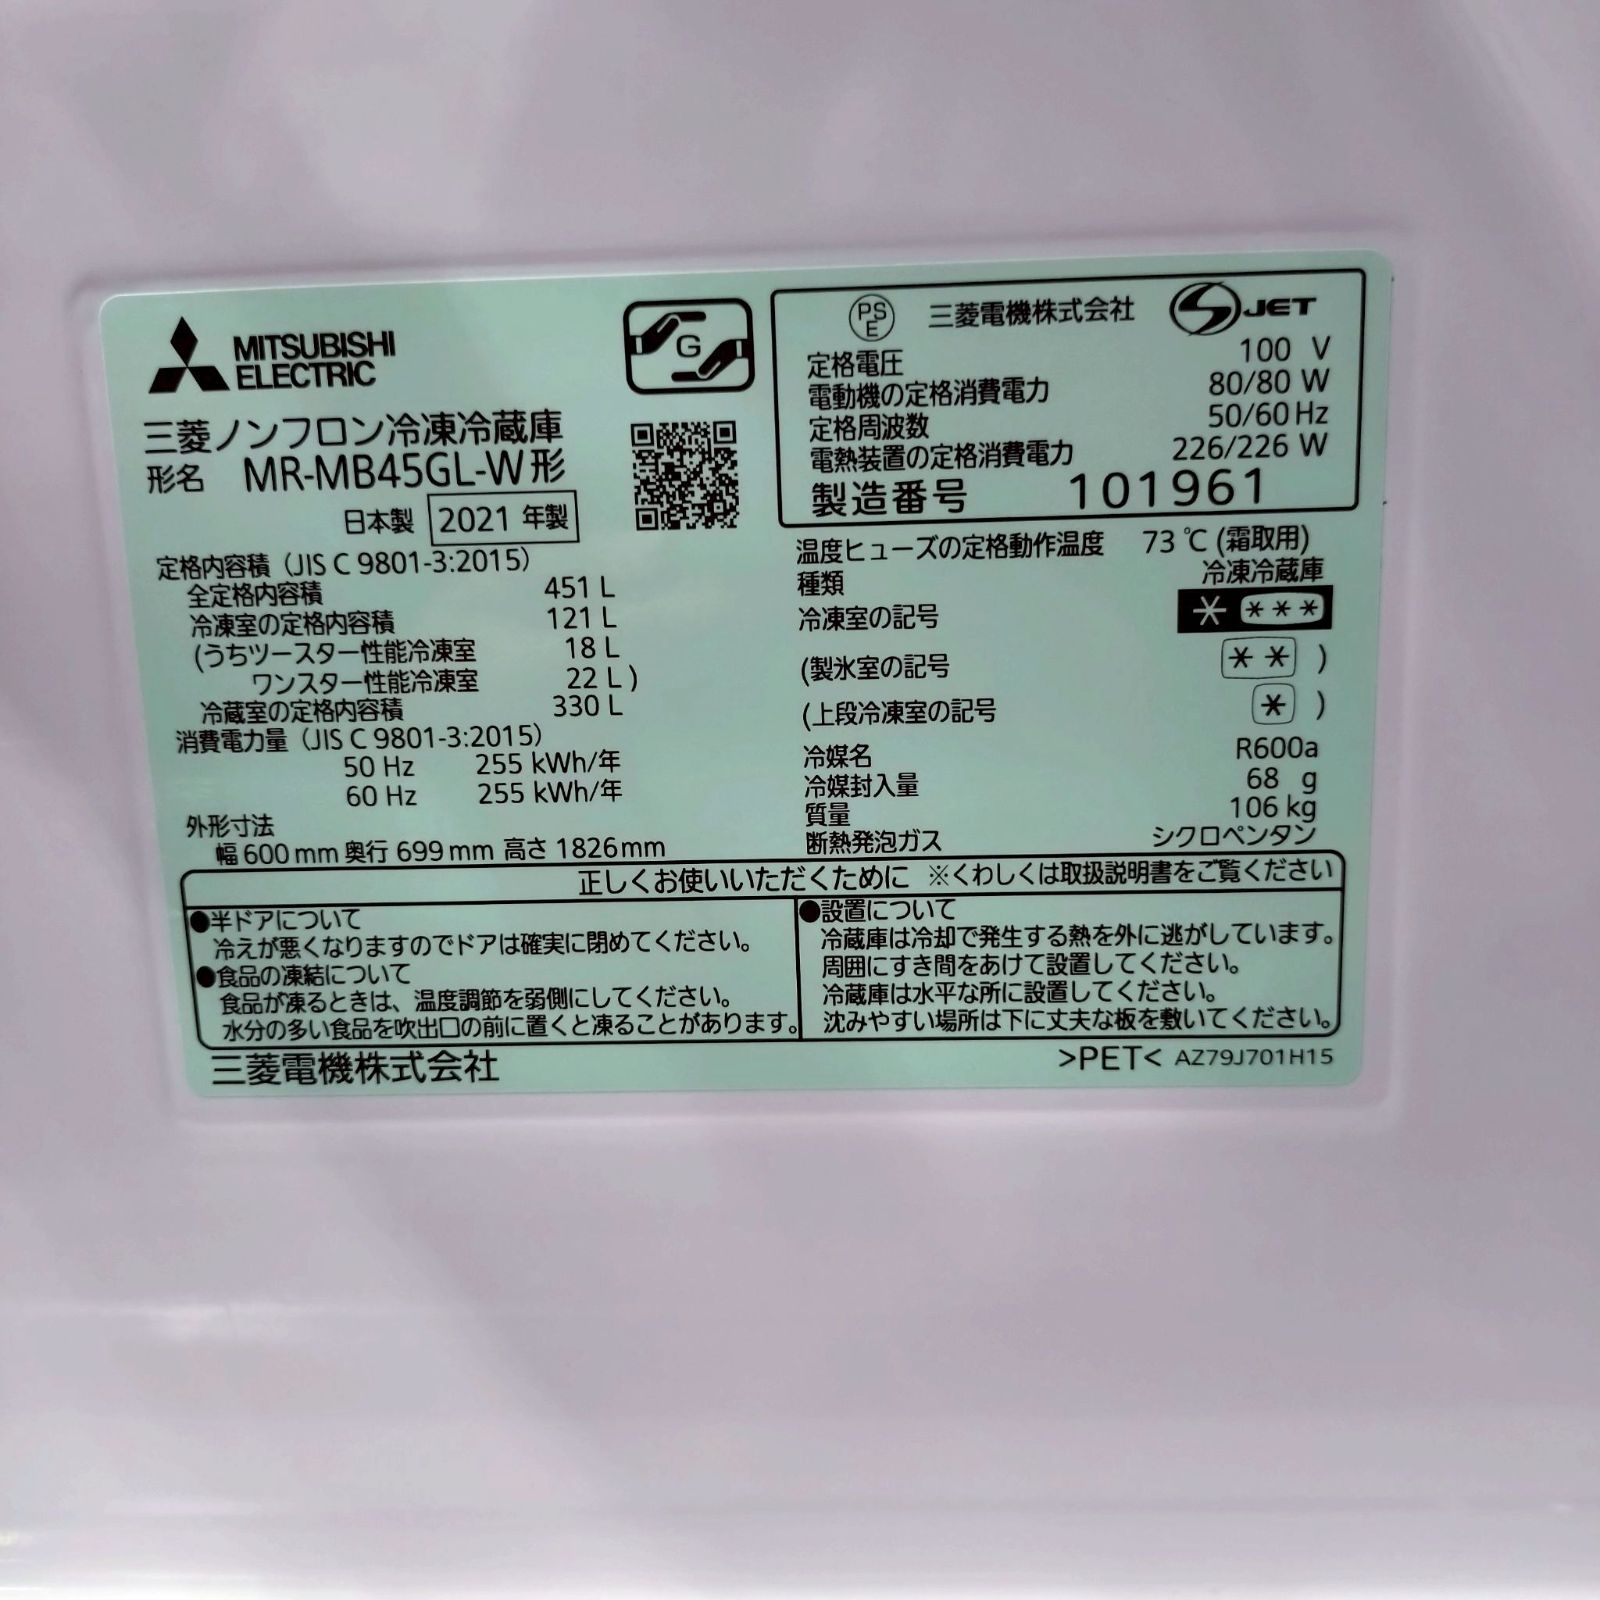 MITSUBISHI
ELECTRIC
G
三菱ノンフロン冷凍冷蔵庫
形名 MR-MB45GL-W形
日本製 2021 年製
定格内容積 (JIS C 9801-3:2015)
全定格内容積 451 L
冷凍室の定格内容積 121 L
(うちツースター性能冷凍室 18 L
ワンスター性能冷凍室 22 L )
冷蔵室の定格内容積 330 L
消費電力量 (JIS C 9801-3:2015)
50 Hz 255 kWh/年
60 Hz 255 kWh/年
外形寸法
幅 600 mm 奥行 699 mm 高さ 1826 mm
PS
E
三菱電機株式会社 S JET
定格電圧 100 V
電動機の定格消費電力 80/80 W
定格周波数 50/60 Hz
電熱装置の定格消費電力 226/226 W
製造番号 101961
温度ヒューズの定格動作温度 73 ℃ (霜取用)
種類 冷凍冷蔵庫
冷凍室の記号 * ***
(製氷室の記号 ** )
(上段冷凍室の記号 * )
冷媒名 R600a
冷媒封入量 68 g
質量 106 kg
断熱発泡ガス シクロペンタン
正しくお使いいただくために ※くわしくは取扱説明書をご覧ください
●半ドアについて
冷えが悪くなりますのでドアは確実に閉めてください。
●食品の凍結について
食品が凍るときは、温度調節を弱側にしてください。
水分の多い食品を吹出口の前に置くと凍ることがあります。
●設置について
冷蔵庫は冷却で発生する熱を外に逃がしています。
周囲にすき間をあけて設置してください。
冷蔵庫は水平な所に設置してください。
沈みやすい場所は下に丈夫な板を敷いてください。
三菱電機株式会社
>PET< AZ79J701H15